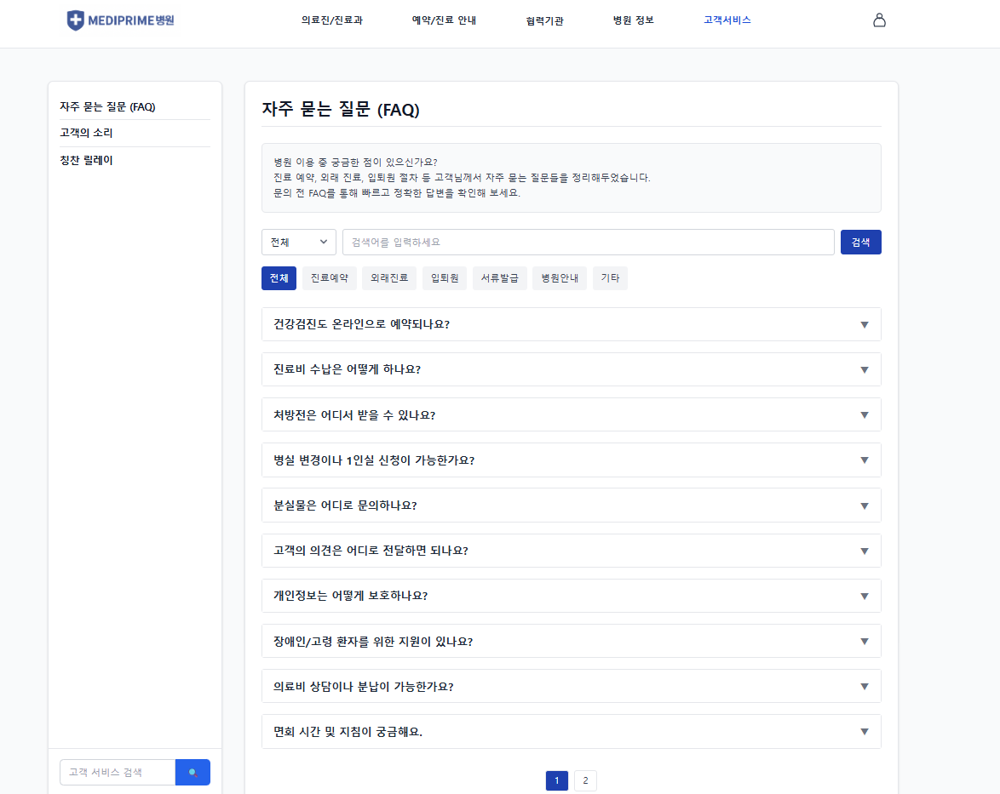 MEDIPRIME병원
의료진/진료과
예약/진료 안내
협력기관
병원 정보
고객서비스
자주 묻는 질문 (FAQ)
고객의 소리
칭찬 릴레이
고객 서비스 검색
자주 묻는 질문 (FAQ)
병원 이용 중 궁금한 점이 있으신가요?
진료 예약, 외래 진료, 입퇴원 절차 등 고객님께서 자주 묻는 질문들을 정리해두었습니다.
문의 전 FAQ를 통해 빠르고 정확한 답변을 확인해 보세요.
전체
검색어를 입력하세요
검색
전체
진료예약
외래진료
입퇴원
서류발급
병원안내
기타
건강검진도 온라인으로 예약되나요?
진료비 수납은 어떻게 하나요?
처방전은 어디서 받을 수 있나요?
병실 변경이나 1인실 신청이 가능한가요?
분실물은 어디로 문의하나요?
고객의 의견은 어디로 전달하면 되나요?
개인정보는 어떻게 보호하나요?
장애인/고령 환자를 위한 지원이 있나요?
의료비 상담이나 분납이 가능한가요?
면회 시간 및 지침이 궁금해요.
1
2